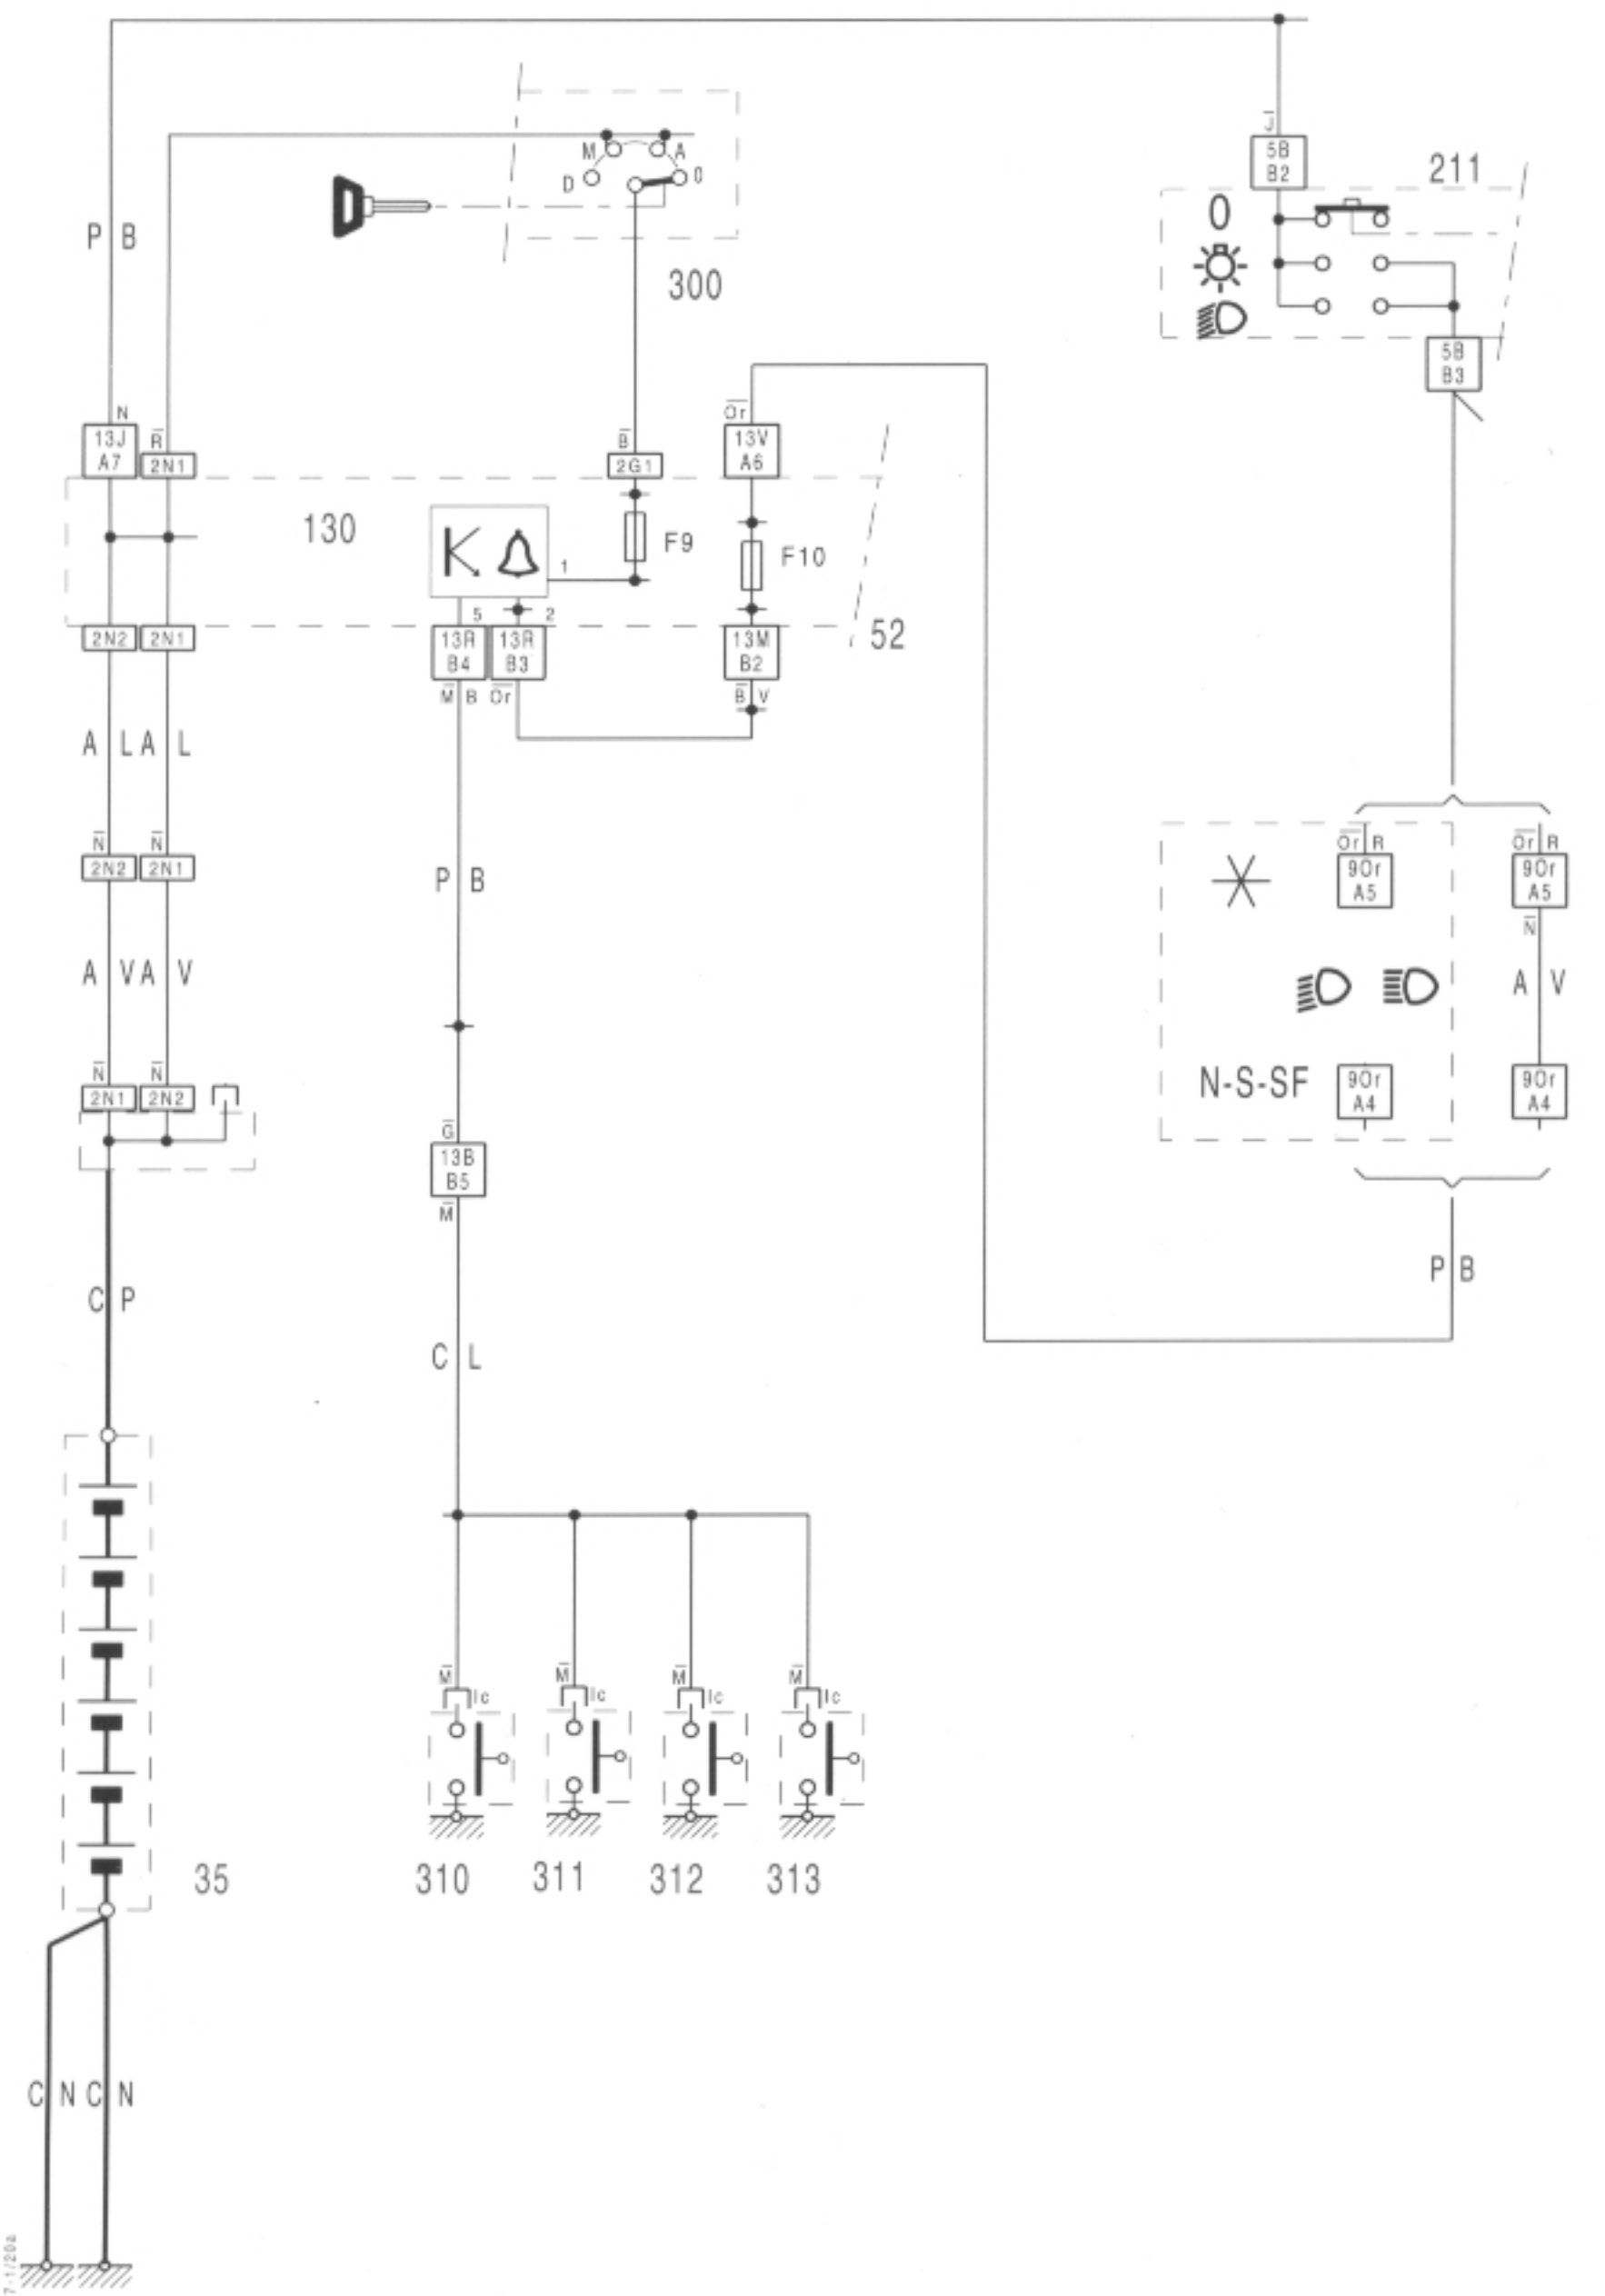 J
5B
B2
211
0
M A
D 0
P B
300
5B
B3
N
13J
A7
R
2N1
B
2G1
Or
13V
A6
130
F9
F10
1
5 2
2N2 2N1
13R
B4
13R
B3
13M
B2
52
M B Or
B V
A L A L
N N
2N2 2N1
Or R Or R
9Or
A5
9Or
A5
N
P B
A V A V
A V
N N
2N1 2N2
N-S-SF
9Or
A4
9Or
A4
G
13B
B5
M
P B
C P
C L
M M M M
Ic Ic Ic Ic
35
310 311 312 313
C N C N
7-1/20a